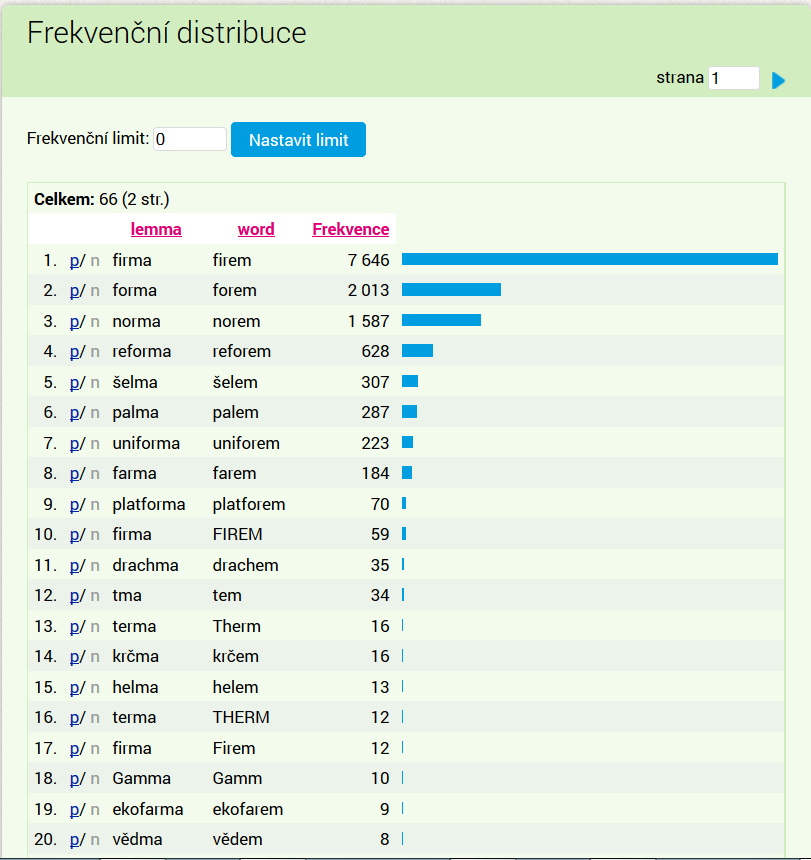 Frekvenční distribuce
strana 1
Frekvenční limit: 0 Nastavit limit
Celkem: 66 (2 str.)
lemma word Frekvence
1. p/ n firma firem 7 646
2. p/ n forma forem 2 013
3. p/ n norma norem 1 587
4. p/ n reforma reforem 628
5. p/ n šelma šelem 307
6. p/ n palma palem 287
7. p/ n uniforma uniforem 223
8. p/ n farma farem 184
9. p/ n platforma platforem 70
10. p/ n firma FIREM 59
11. p/ n drachma drachem 35
12. p/ n tma tem 34
13. p/ n terma Therm 16
14. p/ n krčma krčem 16
15. p/ n helma helem 13
16. p/ n terma THERM 12
17. p/ n firma Firem 12
18. p/ n Gamma Gamm 10
19. p/ n ekofarma ekofarem 9
20. p/ n vědma vědem 8